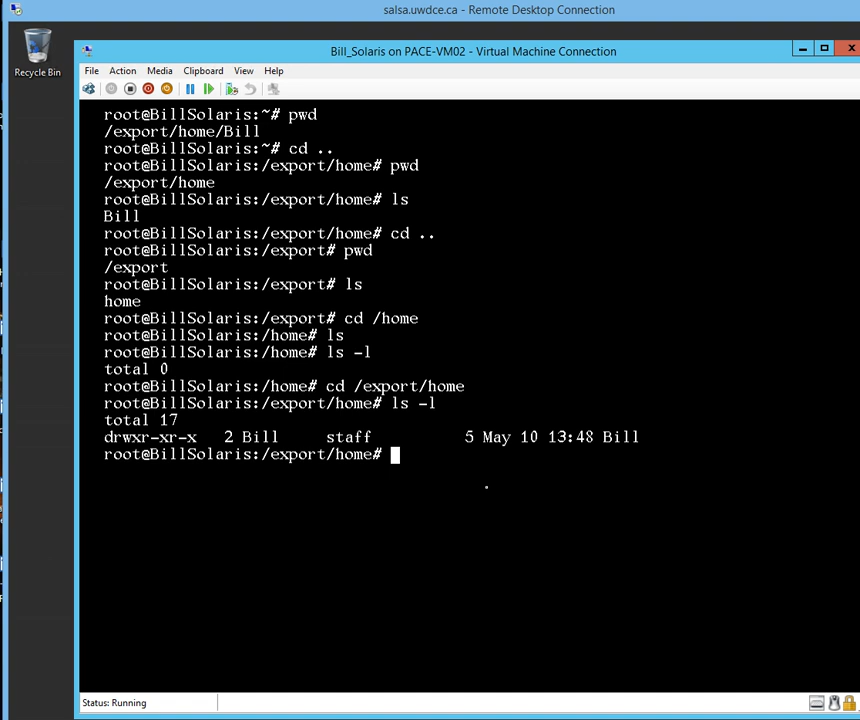 salsa.uwdce.ca - Remote Desktop Connection
Recycle Bin
Bill_Solaris on PACE-VM02 - Virtual Machine Connection
File Action Media Clipboard View Help
root@BillSolaris:~# pwd
/export/home/Bill
root@BillSolaris:~# cd ..
root@BillSolaris:/export/home# pwd
/export/home
root@BillSolaris:/export/home# ls
Bill
root@BillSolaris:/export/home# cd ..
root@BillSolaris:/export# pwd
/export
root@BillSolaris:/export# ls
home
root@BillSolaris:/export# cd /home
root@BillSolaris:/home# ls
root@BillSolaris:/home# ls -l
total 0
root@BillSolaris:/home# cd /export/home
root@BillSolaris:/export/home# ls -l
total 17
drwxr-xr-x 2 Bill staff 5 May 10 13:48 Bill
root@BillSolaris:/export/home#
Status: Running